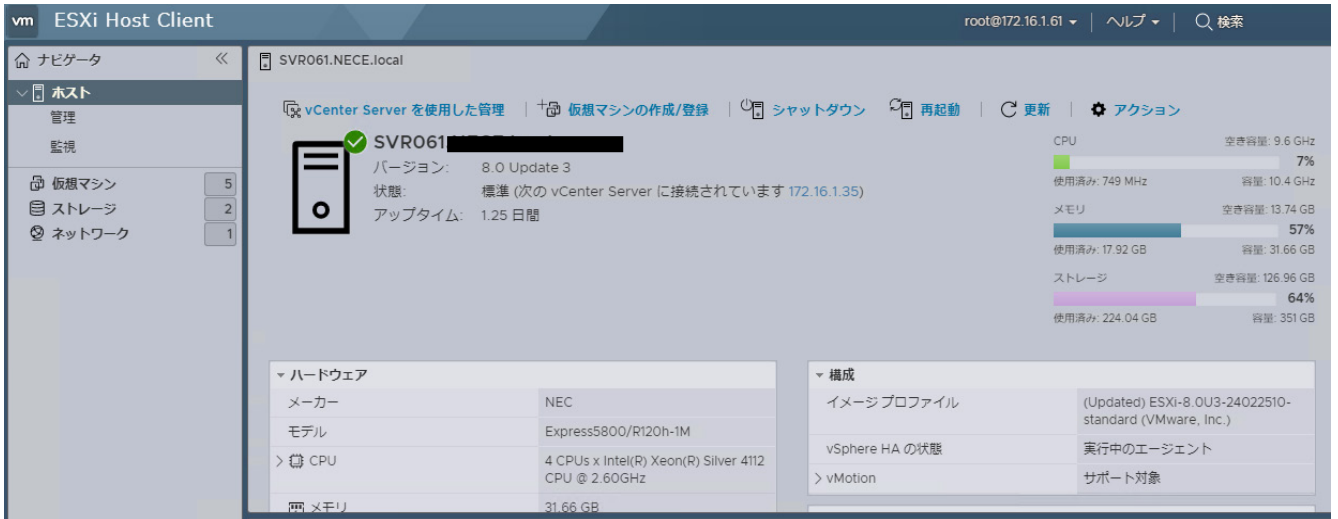 vm ESXi Host Client
root@172.16.1.61 ヘルプ 検索
ナビゲータ
ホスト
管理
監視
仮想マシン 5
ストレージ 2
ネットワーク 1
SVR061.NECE.local
vCenter Server を使用した管理 仮想マシンの作成/登録 シャットダウン 再起動 更新 アクション
SVR061
バージョン: 8.0 Update 3
状態: 標準 (次の vCenter Server に接続されています 172.16.1.35)
アップタイム: 1.25 日間
CPU 空き容量: 9.6 GHz
7%
使用済み: 749 MHz 容量: 10.4 GHz
メモリ 空き容量: 13.74 GB
57%
使用済み: 17.92 GB 容量: 31.66 GB
ストレージ 空き容量: 126.96 GB
64%
使用済み: 224.04 GB 容量: 351 GB
ハードウェア
メーカー NEC
モデル Express5800/R120h-1M
CPU 4 CPUs x Intel(R) Xeon(R) Silver 4112
CPU @ 2.60GHz
メモリ 31.66 GB
構成
イメージ プロファイル (Updated) ESXi-8.0U3-24022510-
standard (VMware, Inc.)
vSphere HA の状態 実行中のエージェント
vMotion サポート対象